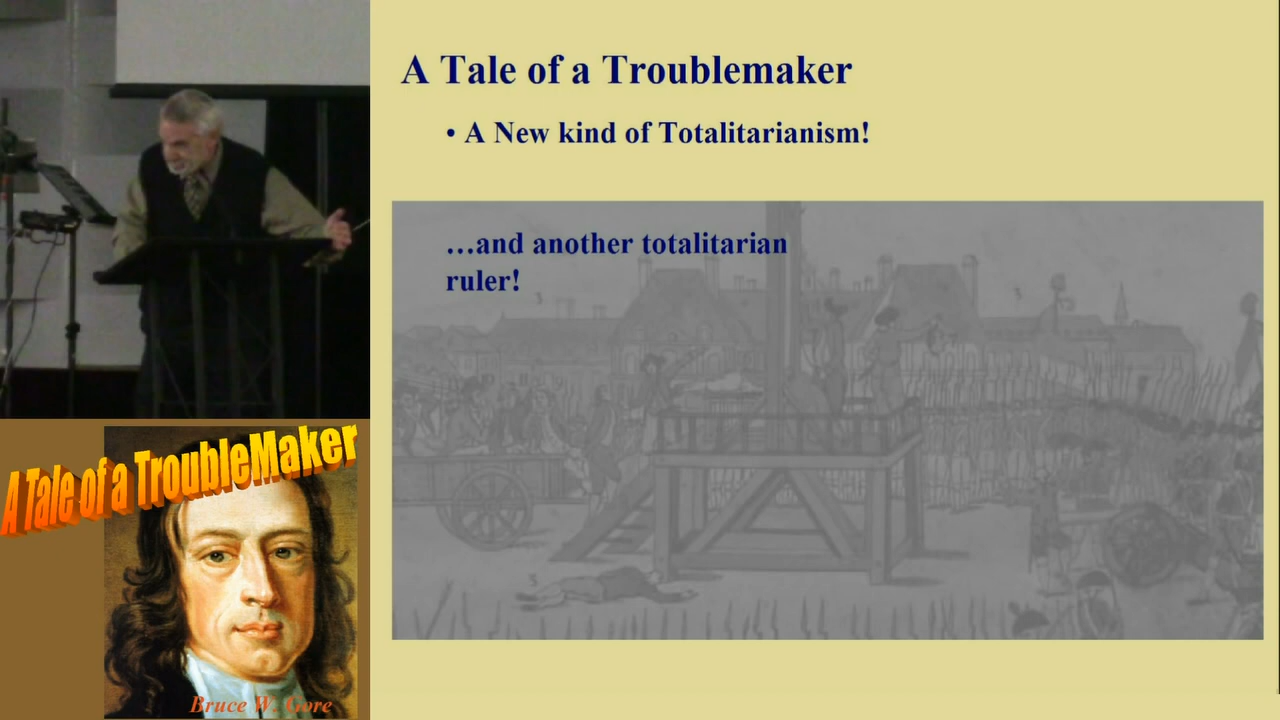 A Tale of a Troublemaker
• A New kind of Totalitarianism!
…and another totalitarian
ruler!
A Tale of a TroubleMaker
Bruce W. Gore